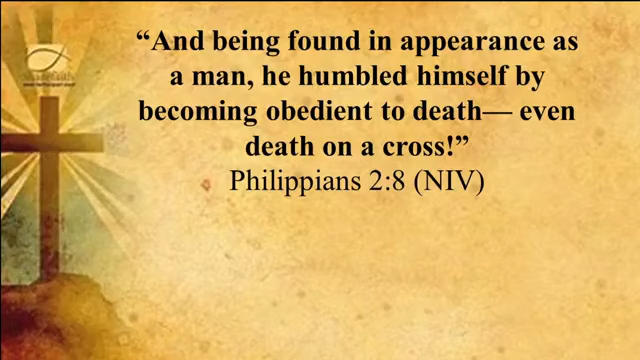 “And being found in appearance as
a man, he humbled himself by
becoming obedient to death— even
death on a cross!”
Philippians 2:8 (NIV)
sharefaith